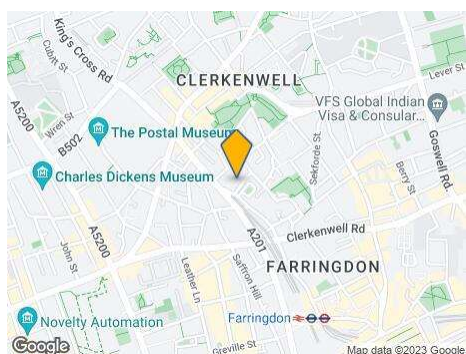 King's Cross Rd
Cubitt St
CLERKENWELL
Lever St
A5200
Wren St
VFS Global Indian
Visa & Consular...
Goswell Rd
B502
The Postal Museum
Sekforde St
Charles Dickens Museum
Berry St
A5200
John St
A201
Clerkenwell Rd
Leather Ln
Saffron Hill
FARRINGDON
Farringdon
Novelty Automation
Greville St
Google
Map data ©2023 Google